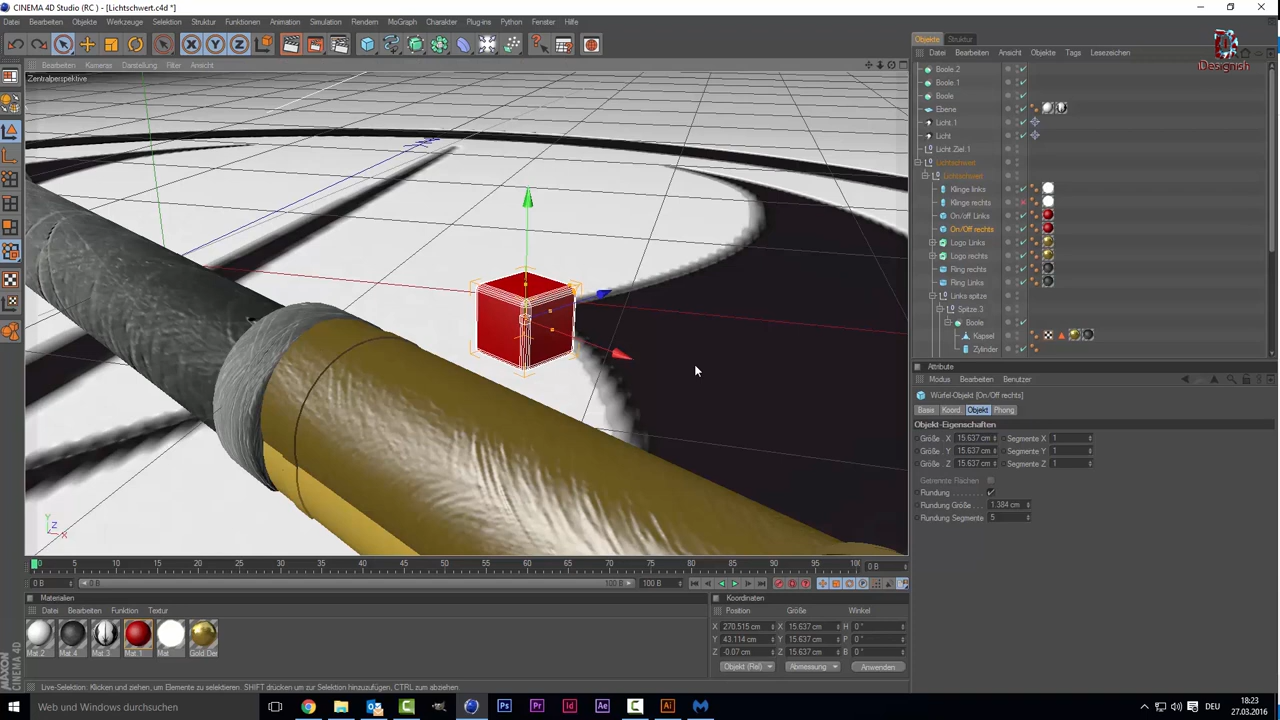 CINEMA 4D Studio (RC ) - [Lichtschwert.c4d *]
Datei Bearbeiten Objekte Werkzeuge Selektion Struktur Funktionen Animation Simulation Rendern MoGraph Charakter Plug-ins Python Fenster Hilfe
Bearbeiten Kameras Darstellung Filter Ansicht
Zentralperspektive
Objekte Struktur
Datei Bearbeiten Ansicht Objekte Tags Lesezeichen
iDesignish
Boole.2
Boole.1
Boole
Ebene
Licht.1
Licht
Licht Ziel.1
Lichtschwert
Lichtschwert
Klinge links
Klinge rechts
On/off Links
On/Off rechts
Logo Links
Logo rechts
Ring rechts
Ring Links
Links spitze
Spitze.3
Boole
Kapsel
Zylinder
Attribute
Modus Bearbeiten Benutzer
Würfel-Objekt [On/Off rechts]
Basis Koord. Objekt Phong
Objekt-Eigenschaften
Größe . X 15.637 cm Segmente X 1
Größe . Y 15.637 cm Segmente Y 1
Größe . Z 15.637 cm Segmente Z 1
Getrennte Flächen
Rundung
Rundung Größe 1.384 cm
Rundung Segmente 5
Y Z X
0 5 10 15 20 25 30 35 40 45 50 55 60 65 70 75 80 85 90 95 100 0 B
0 B 0 B 100 B 100 B
Materialien
Datei Bearbeiten Funktion Textur
Mat.2 Mat.4 Mat.3 Mat.1 Mat Gold Der
Koordinaten
Position Größe Winkel
X 270.515 cm X 15.637 cm H 0 °
Y 43.114 cm Y 15.637 cm P 0 °
Z -0.07 cm Z 15.637 cm B 0 °
Objekt (Rel) Abmessung Anwenden
MAXON CINEMA 4D
Live-Selektion: Klicken und ziehen, um Elemente zu selektieren. SHIFT drücken um zur Selektion hinzuzufügen, CTRL zum abziehen.
Web und Windows durchsuchen
Ps Pr Id Ae Ai
DEU
18:23
27.03.2016